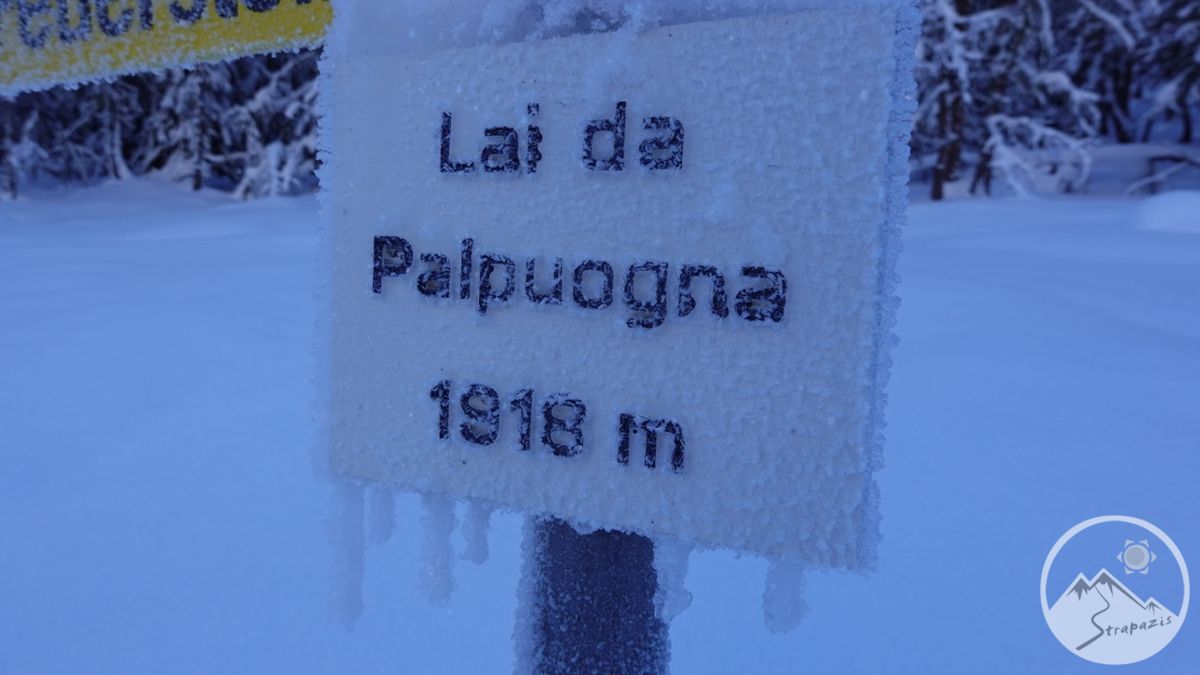 Lai da
Palpuogna
1918 m
Strapazis